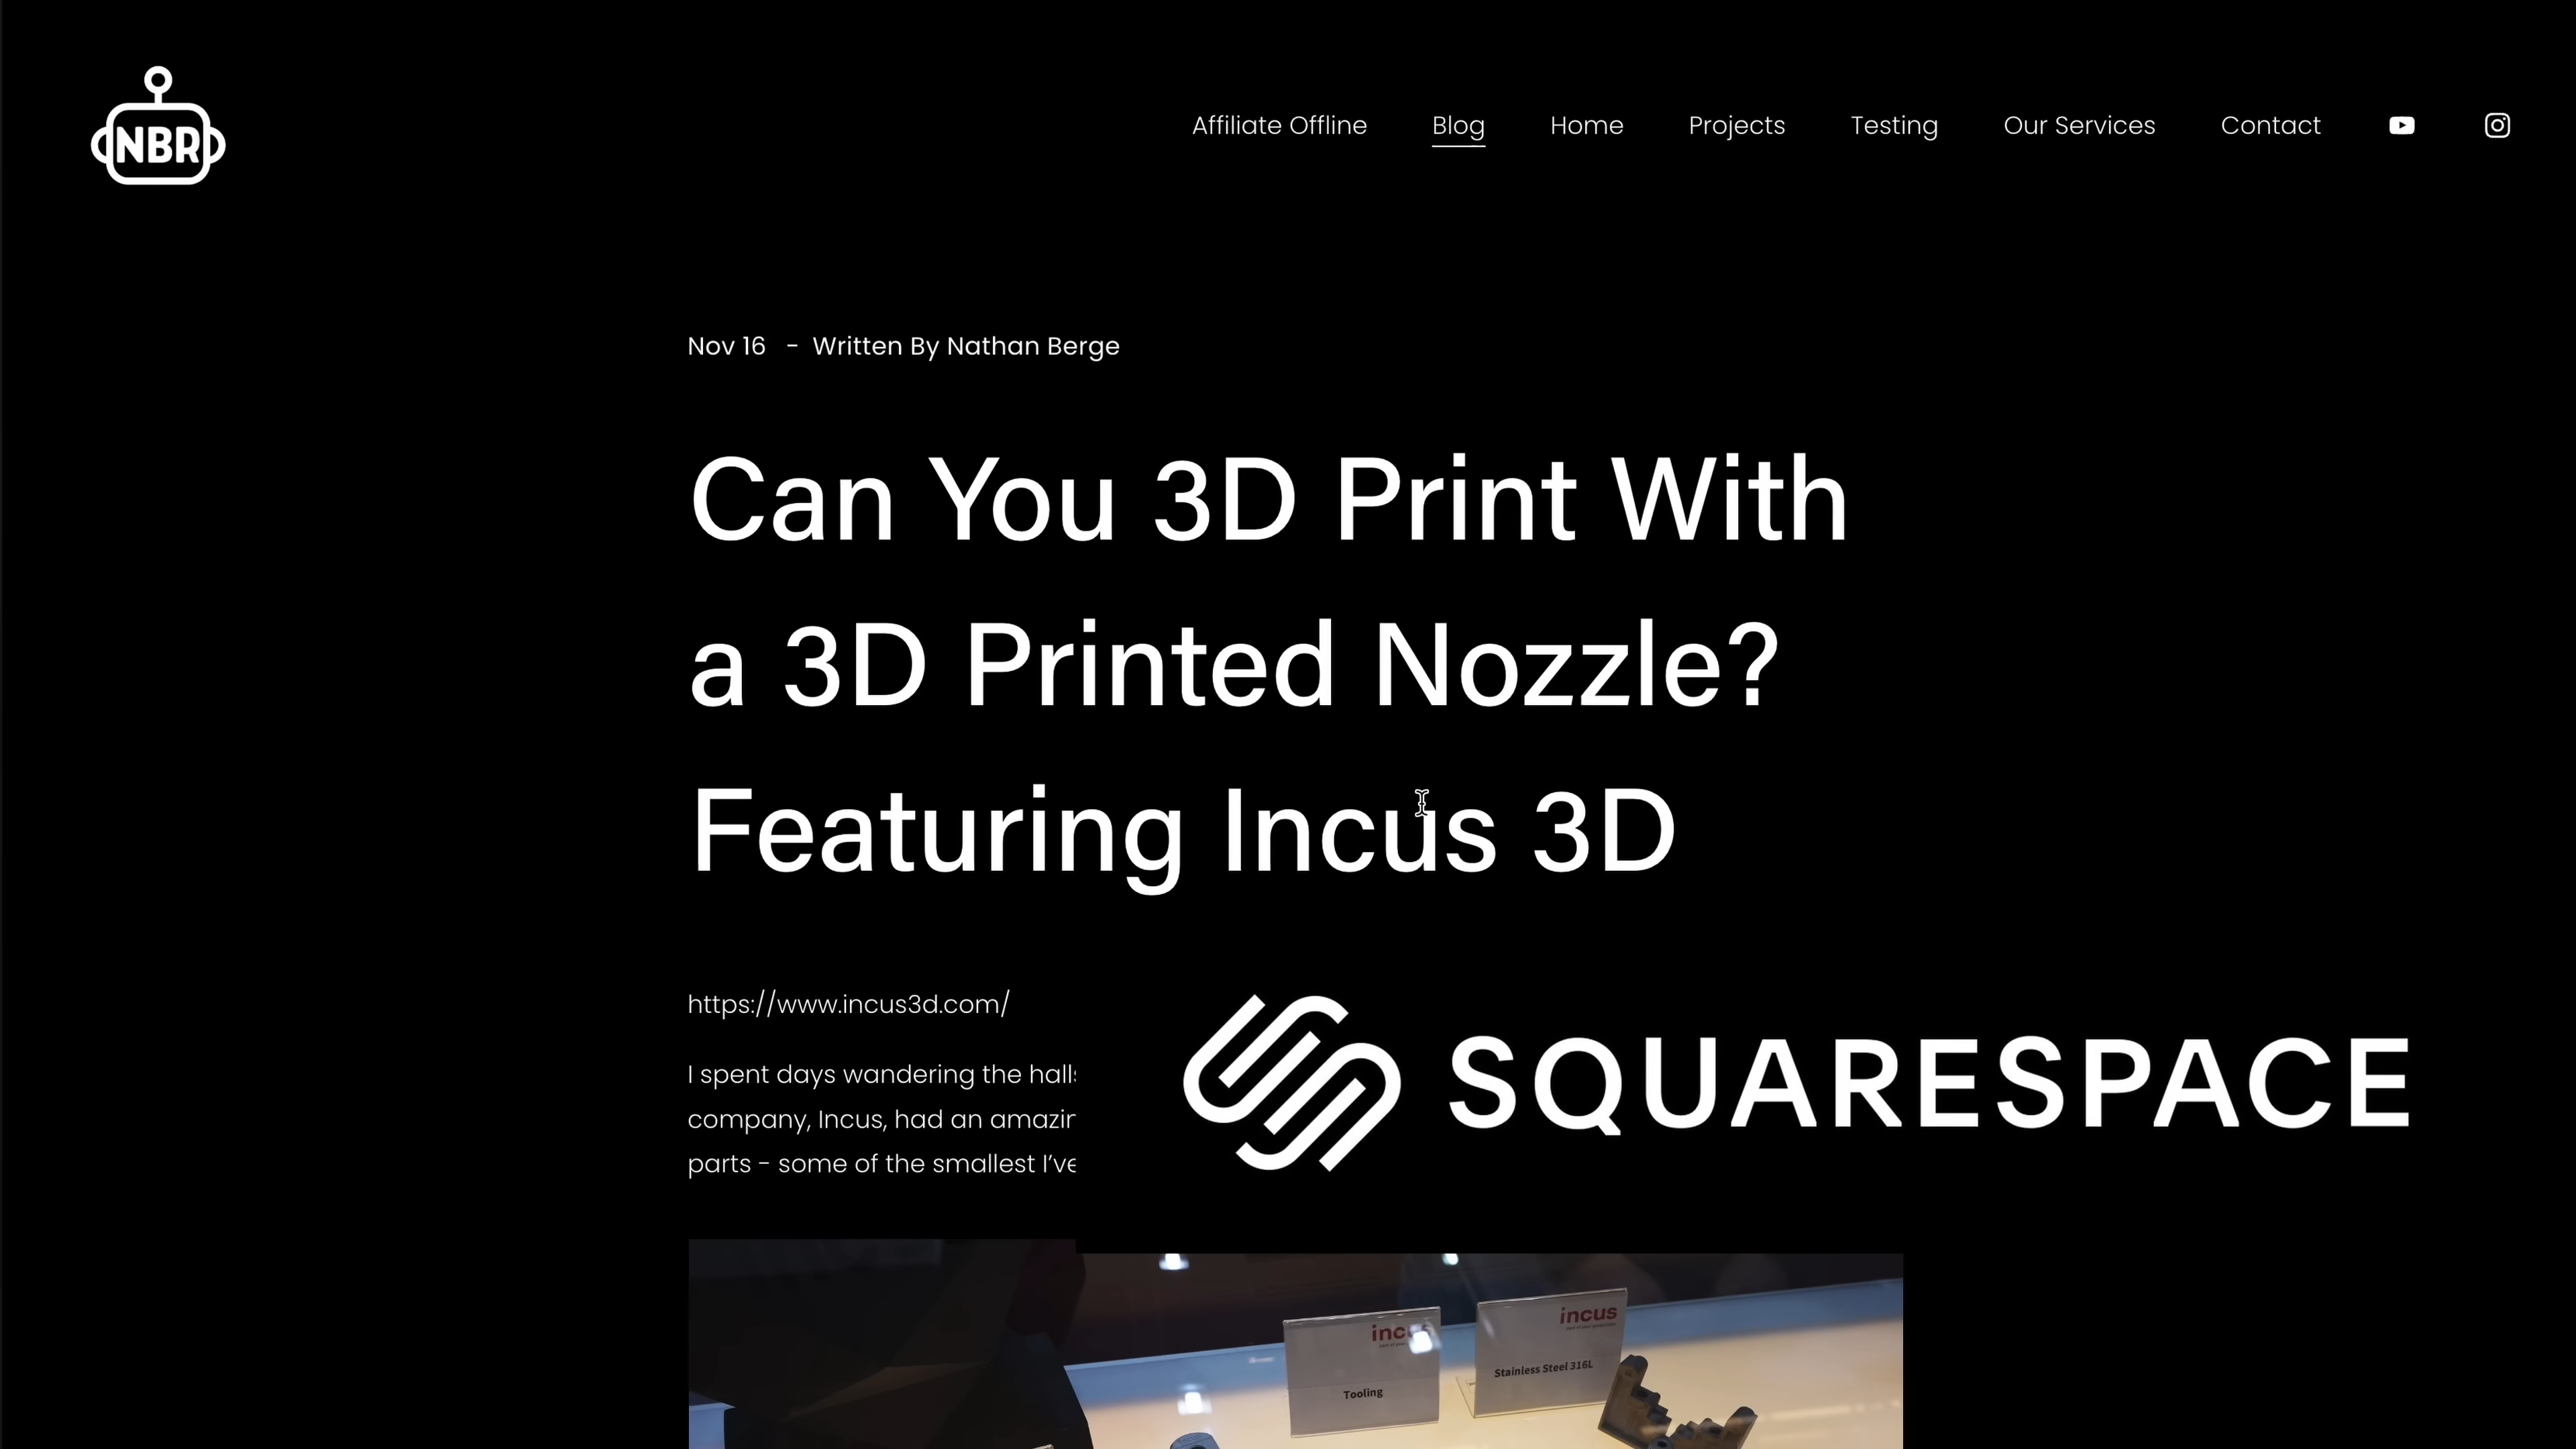 NBR
Affiliate Offline Blog Home Projects Testing Our Services Contact
Nov 16 - Written By Nathan Berge
Can You 3D Print With
a 3D Printed Nozzle?
Featuring Incus 3D
https://www.incus3d.com/
I spent days wandering the halls
company, Incus, had an
parts - some of the smallest I've
SQUARESPACE
incus
Tooling
incus
Stainless Steel 316L